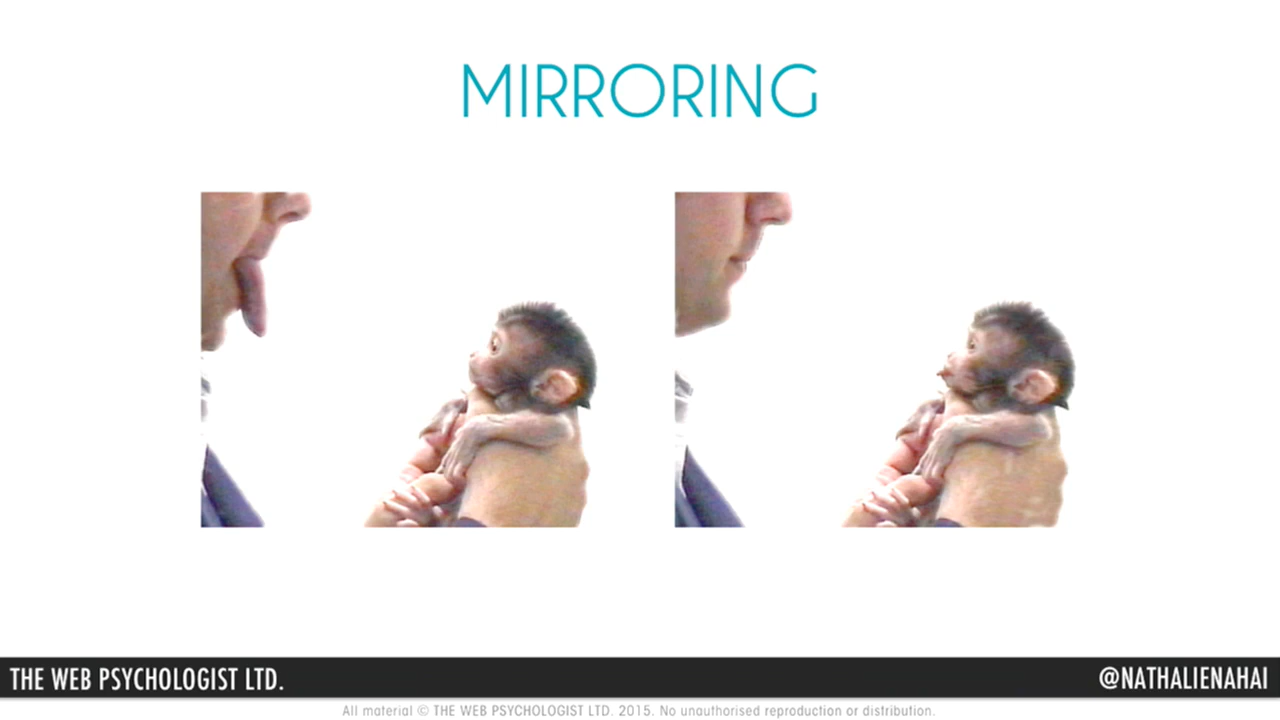 MIRRORING
THE WEB PSYCHOLOGIST LTD.
@NATHALIENAHAI
All material © THE WEB PSYCHOLOGIST LTD. 2015. No unauthorised reproduction or distribution.